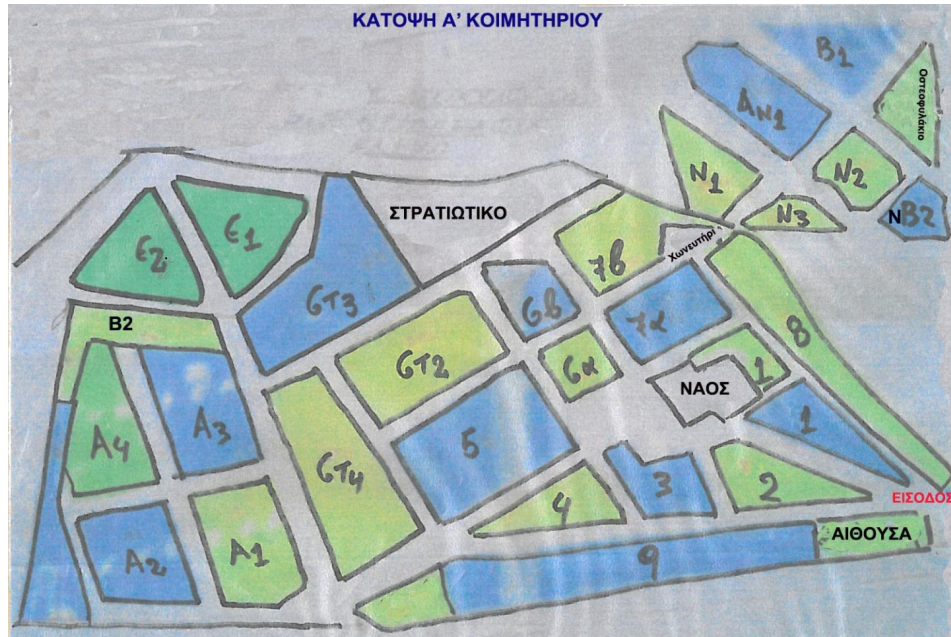 ΚΑΤΟΨΗ Α' ΚΟΙΜΗΤΗΡΙΟΥ
Β1
ΑΝ1
Οστεοφυλάκιο
Ν1
Ν2
Ν3
ΝΒ2
ΣΤΡΑΤΙΩΤΙΚΟ
Χωνευτήρι
Ε2
Ε1
7β
ϹΤ3
6β
7α
8
Β2
ϹΤ2
6α
1
ΝΑΟΣ
Α4
Α3
5
1
ϹΤ4
3
2
ΕΙΣΟΔΟΣ
4
ΑΙΘΟΥΣΑ
Α2
Α1
9